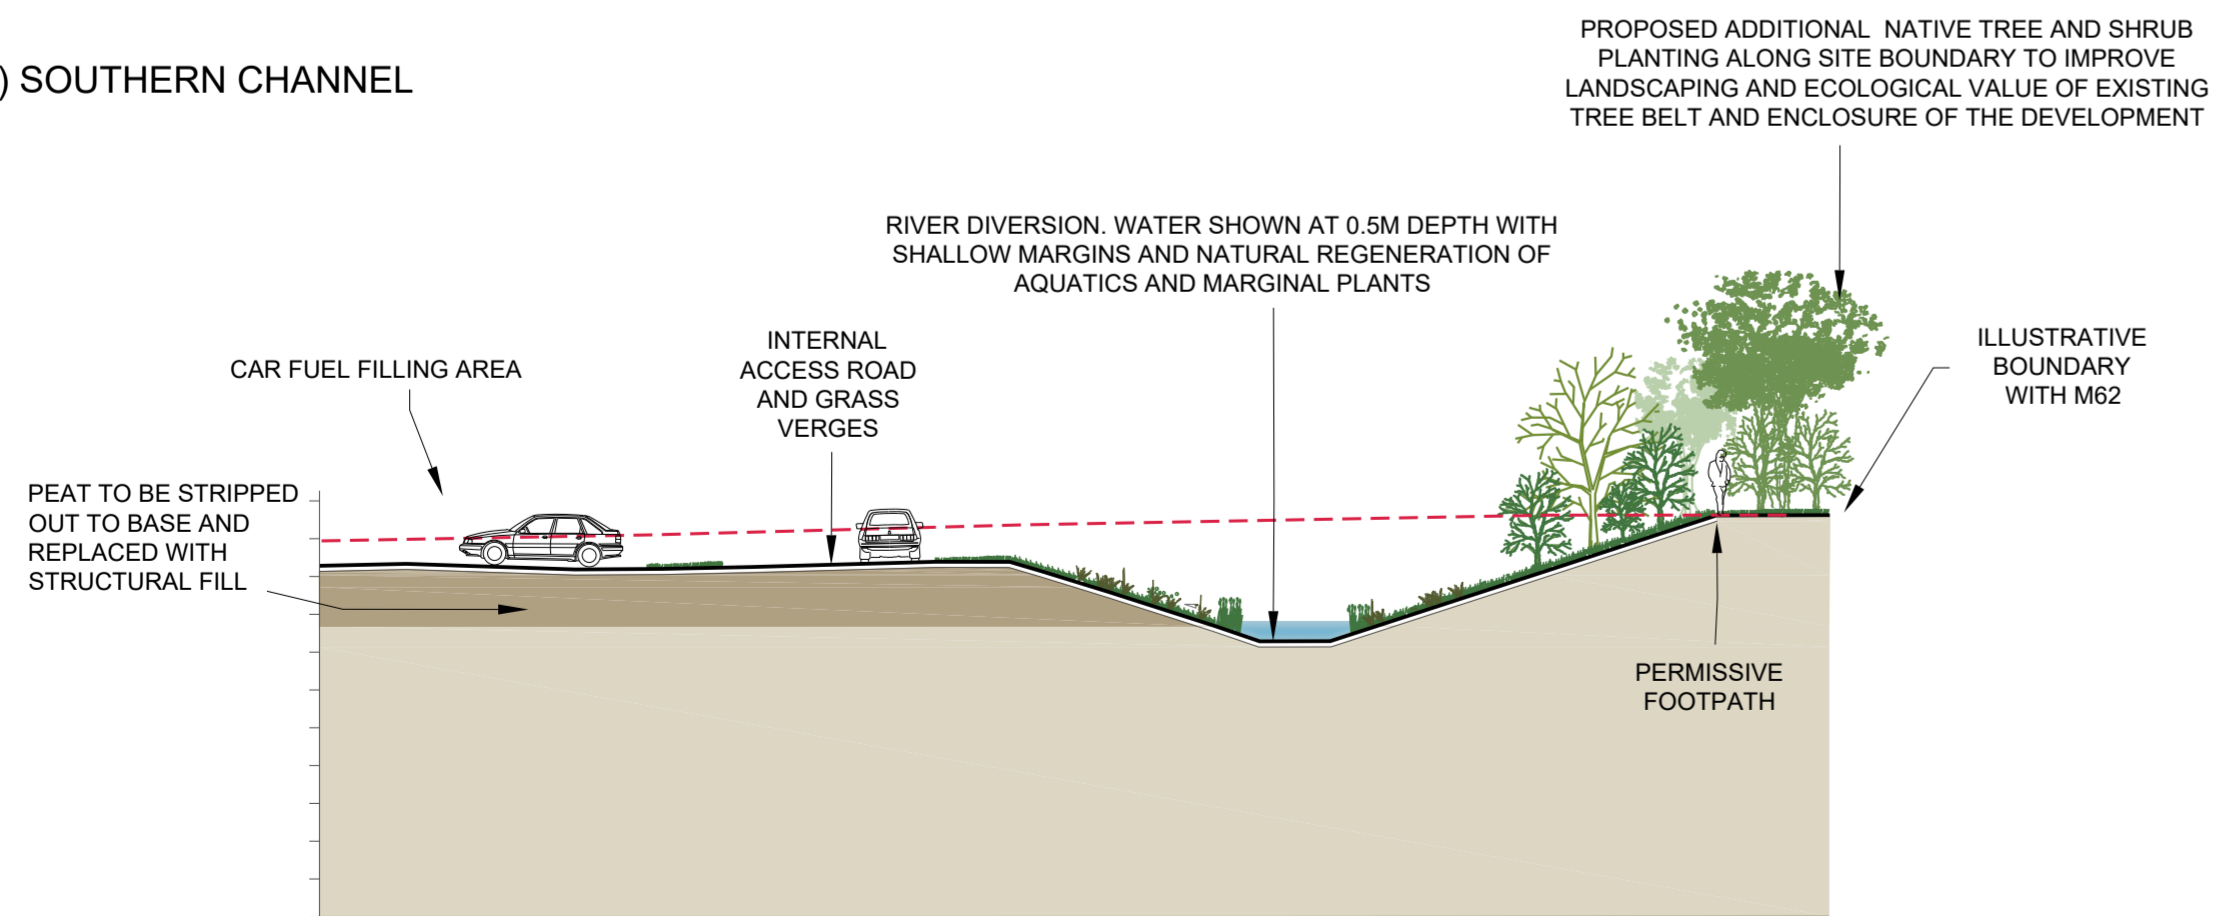 ) SOUTHERN CHANNEL
PROPOSED ADDITIONAL NATIVE TREE AND SHRUB
PLANTING ALONG SITE BOUNDARY TO IMPROVE
LANDSCAPING AND ECOLOGICAL VALUE OF EXISTING
TREE BELT AND ENCLOSURE OF THE DEVELOPMENT
RIVER DIVERSION. WATER SHOWN AT 0.5M DEPTH WITH
SHALLOW MARGINS AND NATURAL REGENERATION OF
AQUATICS AND MARGINAL PLANTS
INTERNAL
ACCESS ROAD
AND GRASS
VERGES
CAR FUEL FILLING AREA
ILLUSTRATIVE
BOUNDARY
WITH M62
PEAT TO BE STRIPPED
OUT TO BASE AND
REPLACED WITH
STRUCTURAL FILL
PERMISSIVE
FOOTPATH